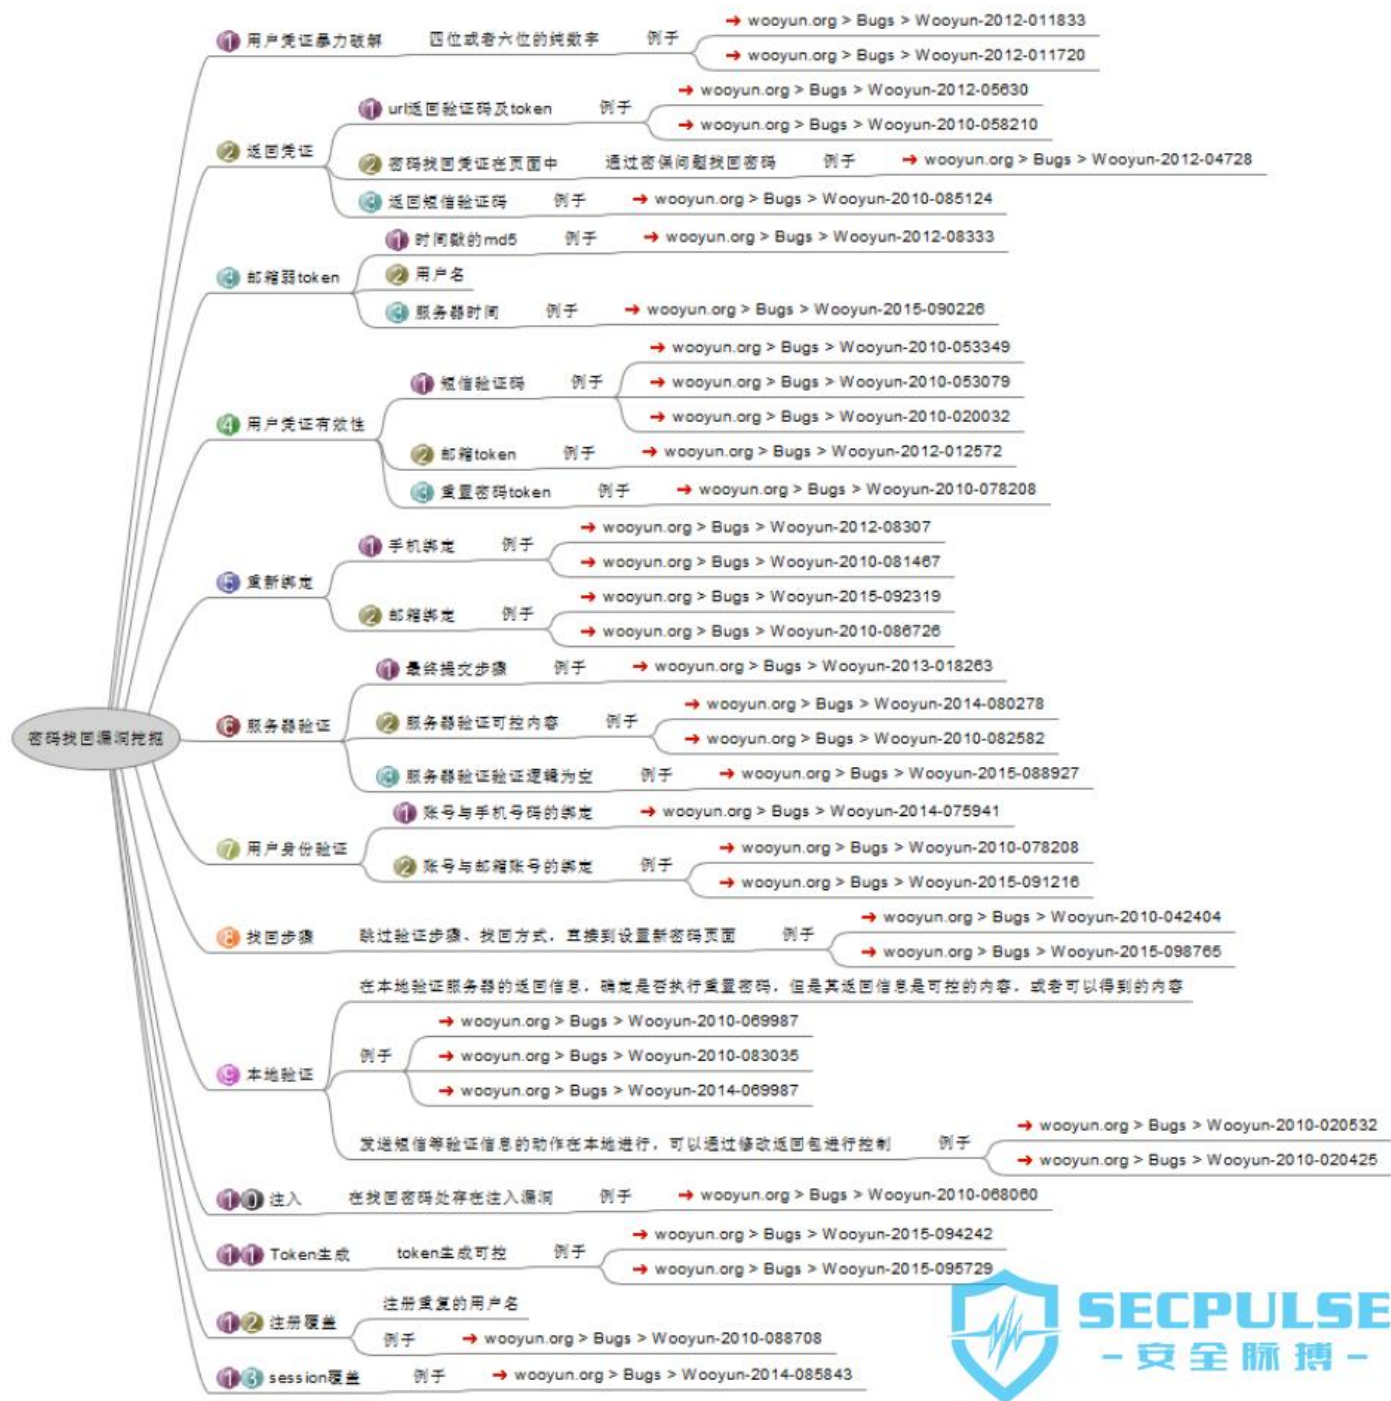 密码找回漏洞挖掘
1 用户凭证暴力破解 四位或者六位的纯数字 例子
wooyun.org > Bugs > Wooyun-2012-011833
wooyun.org > Bugs > Wooyun-2012-011720
2 返回凭证
1 url返回验证码及token 例子
wooyun.org > Bugs > Wooyun-2012-05630
wooyun.org > Bugs > Wooyun-2010-058210
2 密码找回凭证在页面中 通过密保问题找回密码 例子 wooyun.org > Bugs > Wooyun-2012-04728
3 返回短信验证码 例子 wooyun.org > Bugs > Wooyun-2010-085124
3 邮箱弱token
1 时间戳的md5 例子 wooyun.org > Bugs > Wooyun-2012-08333
2 用户名
3 服务器时间 例子 wooyun.org > Bugs > Wooyun-2015-090226
4 用户凭证有效性
1 短信验证码 例子
wooyun.org > Bugs > Wooyun-2010-053349
wooyun.org > Bugs > Wooyun-2010-053079
wooyun.org > Bugs > Wooyun-2010-020032
2 邮箱token 例子 wooyun.org > Bugs > Wooyun-2012-012572
3 重置密码token 例子 wooyun.org > Bugs > Wooyun-2010-078208
5 重新绑定
1 手机绑定 例子
wooyun.org > Bugs > Wooyun-2012-08307
wooyun.org > Bugs > Wooyun-2010-081467
2 邮箱绑定 例子
wooyun.org > Bugs > Wooyun-2015-092319
wooyun.org > Bugs > Wooyun-2010-086726
6 服务器验证
1 最终提交步骤 例子 wooyun.org > Bugs > Wooyun-2013-018263
2 服务器验证可控内容 例子
wooyun.org > Bugs > Wooyun-2014-080278
wooyun.org > Bugs > Wooyun-2010-082582
3 服务器验证验证逻辑为空 例子 wooyun.org > Bugs > Wooyun-2015-088927
7 用户身份验证
1 账号与手机号码的绑定 wooyun.org > Bugs > Wooyun-2014-075941
2 账号与邮箱账号的绑定 例子
wooyun.org > Bugs > Wooyun-2010-078208
wooyun.org > Bugs > Wooyun-2015-091216
8 找回步骤 跳过验证步骤、找回方式，直接到设置新密码页面 例子
wooyun.org > Bugs > Wooyun-2010-042404
wooyun.org > Bugs > Wooyun-2015-098765
9 本地验证
在本地验证服务器的返回信息，确定是否执行重置密码，但是其返回信息是可控的内容，或者可以得到的内容
例子
wooyun.org > Bugs > Wooyun-2010-069987
wooyun.org > Bugs > Wooyun-2010-083035
wooyun.org > Bugs > Wooyun-2014-069987
发送短信等验证信息的动作在本地进行，可以通过修改返回包进行控制 例子
wooyun.org > Bugs > Wooyun-2010-020532
wooyun.org > Bugs > Wooyun-2010-020425
10 注入 在找回密码处存在注入漏洞 例子 wooyun.org > Bugs > Wooyun-2010-068060
11 Token生成 token生成可控 例子
wooyun.org > Bugs > Wooyun-2015-094242
wooyun.org > Bugs > Wooyun-2015-095729
12 注册覆盖
注册重复的用户名
例子 wooyun.org > Bugs > Wooyun-2010-088708
13 session覆盖 例子 wooyun.org > Bugs > Wooyun-2014-085843
SECPULSE
-安全脉搏-